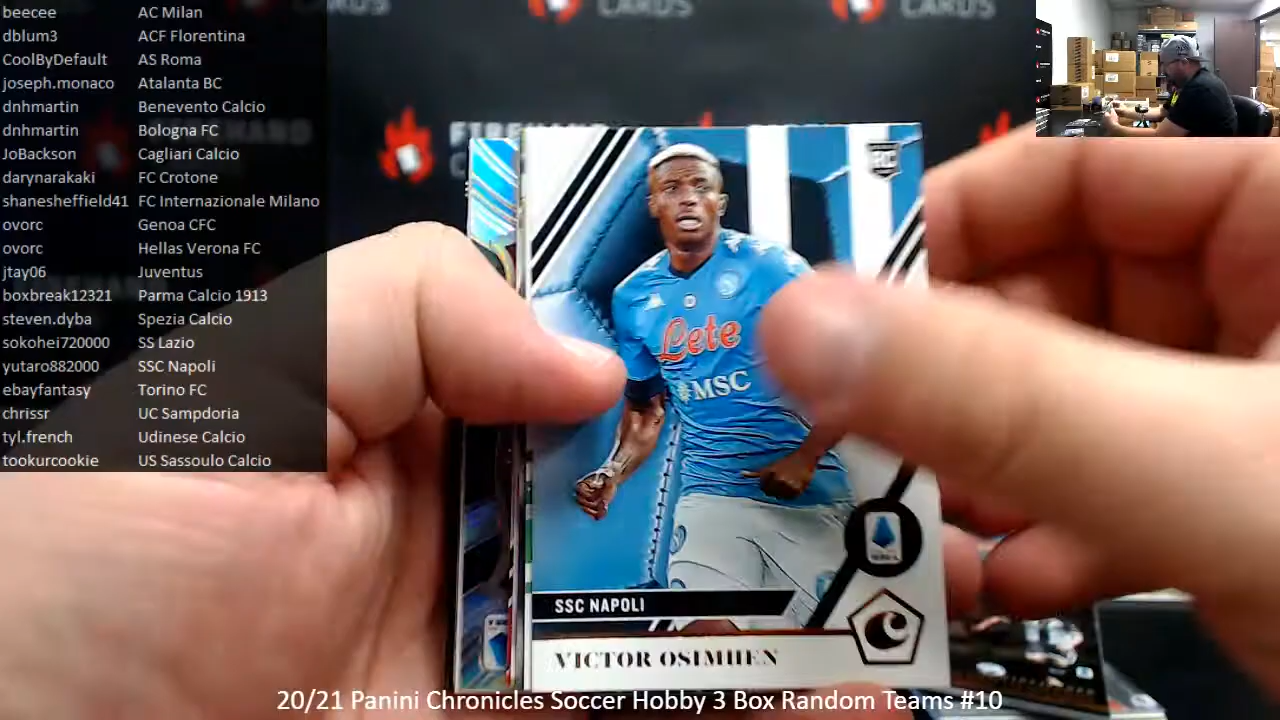 beecee AC Milan
dblum3 ACF Florentina
CoolByDefault AS Roma
joseph.monaco Atalanta BC
dnhmartin Benevento Calcio
dnhmartin Bologna FC
JoBackson Cagliari Calcio
darynarakaki FC Crotone
shanesheffield41 FC Internazionale Milano
ovorc Genoa CFC
ovorc Hellas Verona FC
jtay06 Juventus
boxbreak12321 Parma Calcio 1913
steven.dyba Spezia Calcio
sokohei720000 SS Lazio
yutaro882000 SSC Napoli
ebayfantasy Torino FC
chrissr UC Sampdoria
tyl.french Udinese Calcio
tookurcookie US Sassoulo Calcio
CARDS
CARDS
RC
Lete
MSC
SSC NAPOLI
VICTOR OSIMHEN
20/21 Panini Chronicles Soccer Hobby 3 Box Random Teams #10